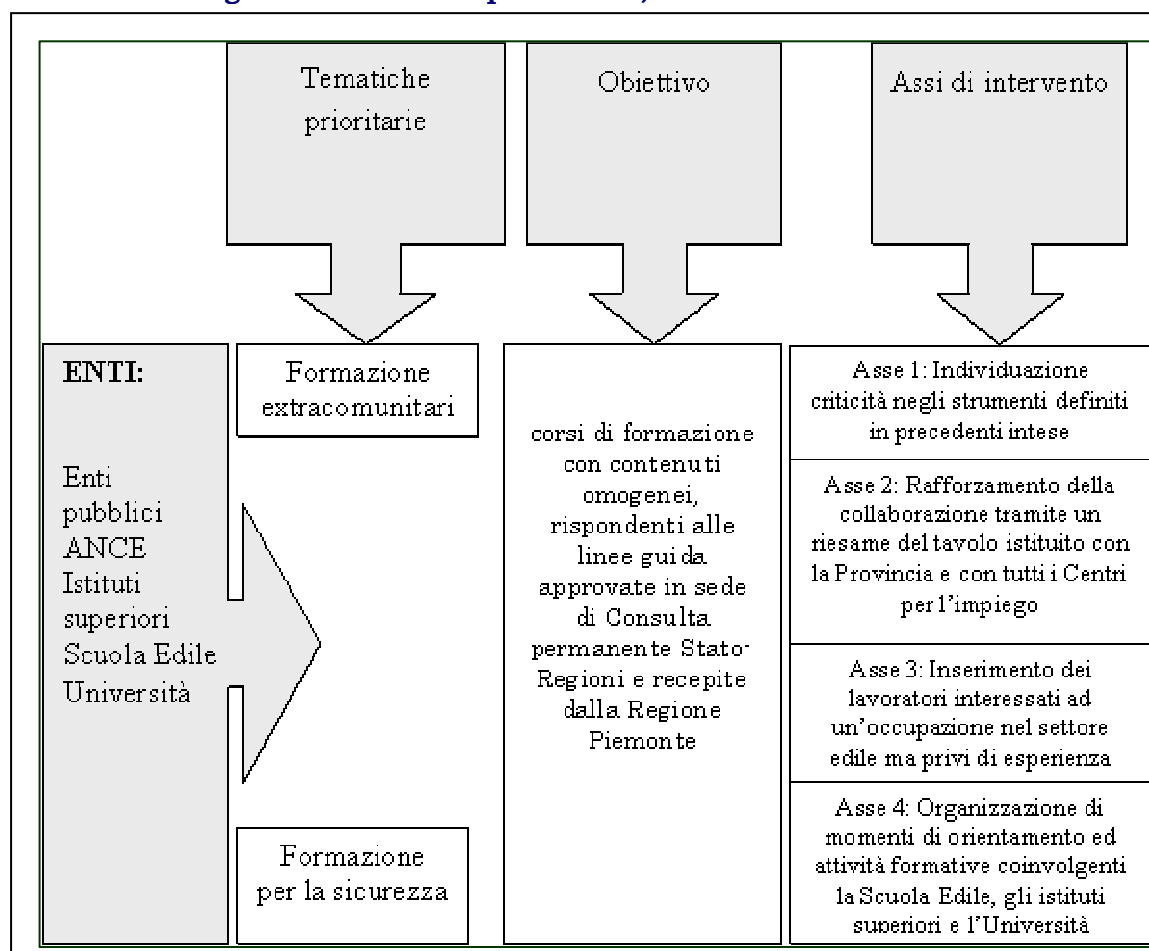 Tematiche
prioritarie
Obiettivo
Assi di intervento
ENTI:
Enti
pubblici
ANCE
Istituti
superiori
Scuola Edile
Università
Formazione
extracomunitari
Formazione
per la sicurezza
corsi di formazione
con contenuti
omogenei,
rispondenti alle
linee guida
approvate in sede
di Consulta
permanente Stato-
Regioni e recepite
dalla Regione
Piemonte
Asse 1: Individuazione
criticità negli strumenti definiti
in precedenti intese
Asse 2: Rafforzamento della
collaborazione tramite un
riesame del tavolo istituito con
la Provincia e con tutti i Centri
per l'impiego
Asse 3: Inserimento dei
lavoratori interessati ad
un'occupazione nel settore
edile ma privi di esperienza
Asse 4: Organizzazione di
momenti di orientamento ed
attività formative coinvolgenti
la Scuola Edile, gli istituti
superiori e l'Università